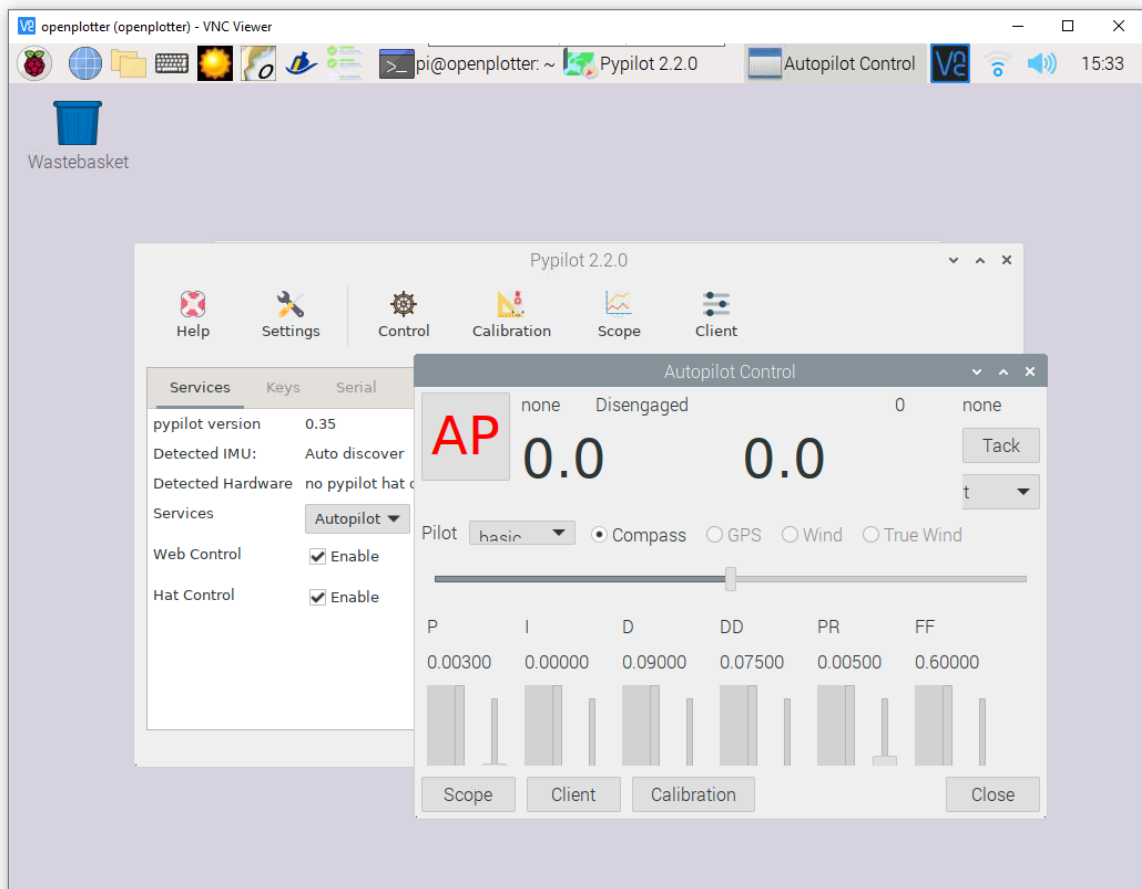 openplotter (openplotter) - VNC Viewer
pi@openplotter: ~ Pypilot 2.2.0 Autopilot Control 15:33
Wastebasket
Pypilot 2.2.0
Help Settings Control Calibration Scope Client
Autopilot Control
Services Keys Serial
AP none Disengaged 0 none
pypilot version 0.35
Tack
Detected IMU: Auto discover
0.0 0.0
Detected Hardware no pypilot hat
Services Autopilot
Pilot basic Compass GPS Wind True Wind
Web Control Enable
Hat Control Enable
P I D DD PR FF
0.00300 0.00000 0.09000 0.07500 0.00500 0.60000
Scope Client Calibration Close